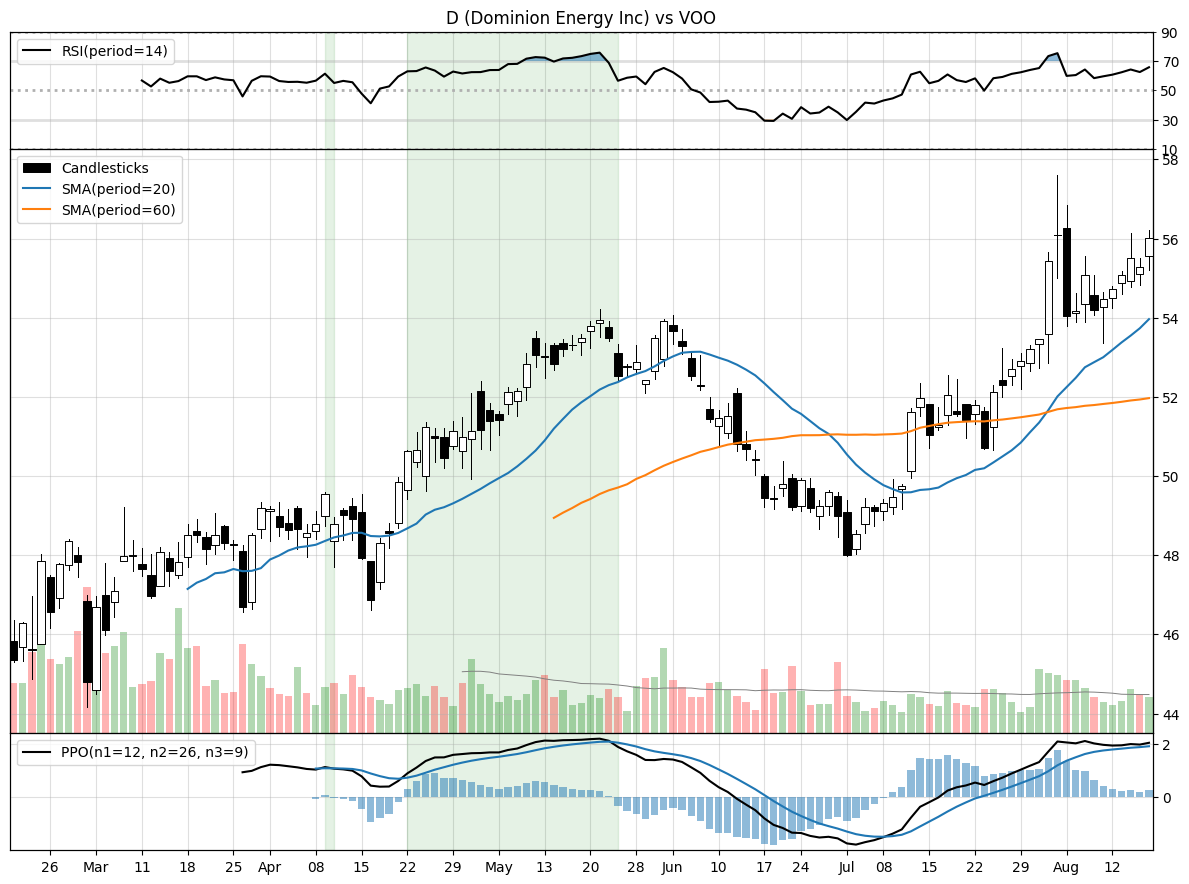 D (Dominion Energy Inc) vs VOO
RSI(period=14)
90
70
50
30
10
Candlesticks
SMA(period=20)
SMA(period=60)
58
56
54
52
50
48
46
44
PPO(n1=12, n2=26, n3=9)
2
0
26 Mar 11 18 25 Apr 08 15 22 29 May 13 20 28 Jun 10 17 24 Jul 08 15 22 29 Aug 12